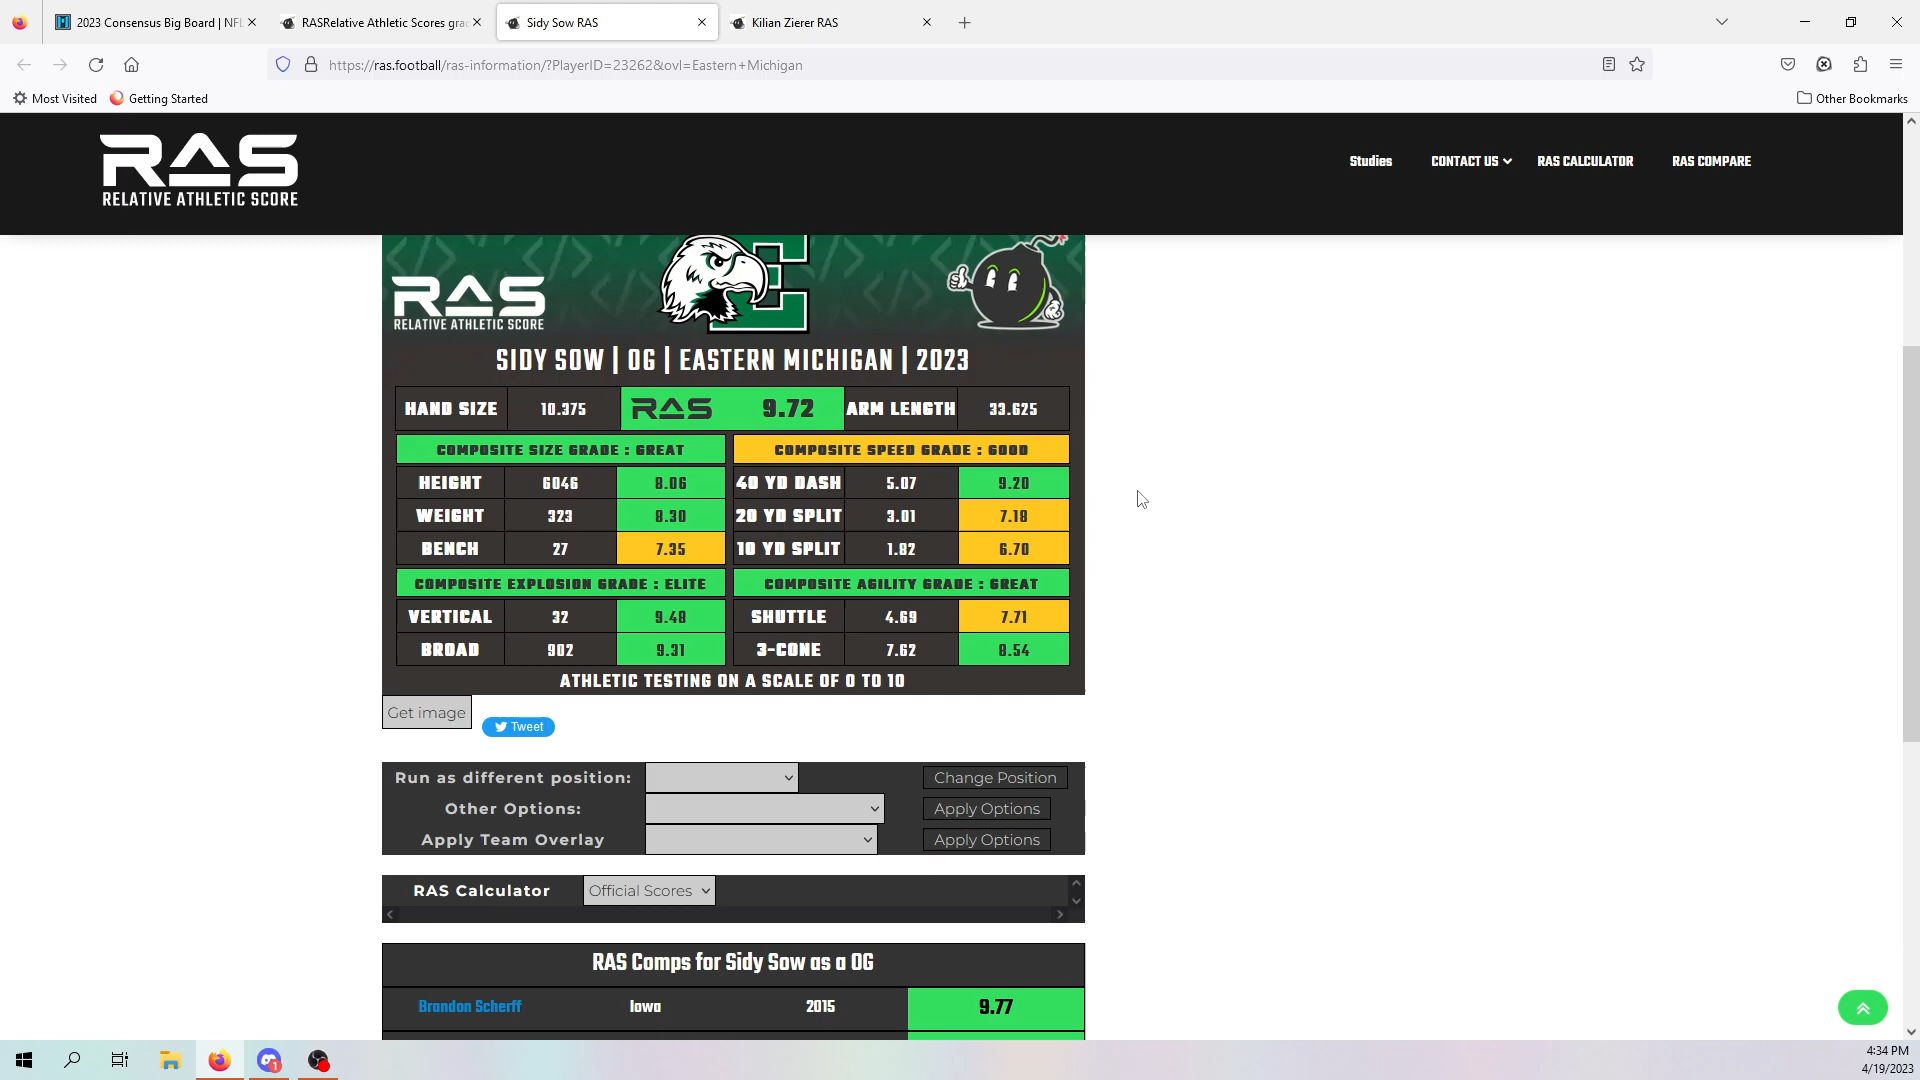 2023 Consensus Big Board | NFL
RASRelative Athletic Scores gra
Sidy Sow RAS
Kilian Zierer RAS
https://ras.football/ras-information/?PlayerID=23262&ovl=Eastern+Michigan
Most Visited
Getting Started
Other Bookmarks
RAS
RELATIVE ATHLETIC SCORE
Studies
CONTACT US
RAS CALCULATOR
RAS COMPARE
E
RAS
RELATIVE ATHLETIC SCORE
SIDY SOW | OG | EASTERN MICHIGAN | 2023
HAND SIZE 10.375 RAS 9.72 ARM LENGTH 33.625
COMPOSITE SIZE GRADE : GREAT COMPOSITE SPEED GRADE : GOOD
HEIGHT 6046 8.06 40 YD DASH 5.07 9.20
WEIGHT 323 8.30 20 YD SPLIT 3.01 7.18
BENCH 27 7.35 10 YD SPLIT 1.82 6.70
COMPOSITE EXPLOSION GRADE : ELITE COMPOSITE AGILITY GRADE : GREAT
VERTICAL 32 9.48 SHUTTLE 4.69 7.71
BROAD 902 9.31 3-CONE 7.62 8.54
ATHLETIC TESTING ON A SCALE OF 0 TO 10
Get image
Tweet
Run as different position: Change Position
Other Options: Apply Options
Apply Team Overlay Apply Options
RAS Calculator Official Scores
RAS Comps for Sidy Sow as a OG
Brandon Scherff Iowa 2015 9.77
1
4:34 PM
4/19/2023